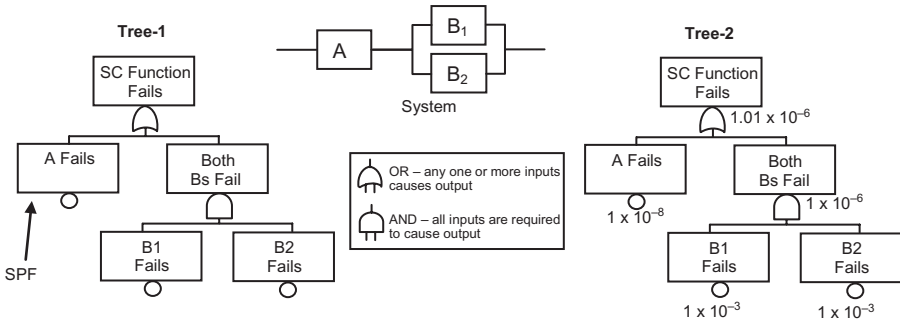 Tree-1
SC Function
Fails
A Fails
Both
Bs Fail
B1
Fails
B2
Fails
SPF
A
B1
B2
System
OR – any one or more inputs
causes output
AND – all inputs are required
to cause output
Tree-2
SC Function
Fails
1.01 x 10⁻⁶
A Fails
1 x 10⁻⁸
Both
Bs Fail
1 x 10⁻⁶
B1
Fails
1 x 10⁻³
B2
Fails
1 x 10⁻³